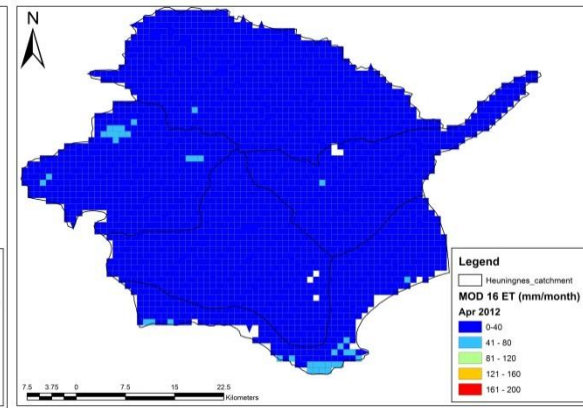 N
Legend
Heuningnes_catchment
MOD 16 ET (mm/month)
Apr 2012
0-40
41 - 80
81 - 120
121 - 160
161 - 200
7.5 3.75 0 7.5 15 22.5
Kilometers